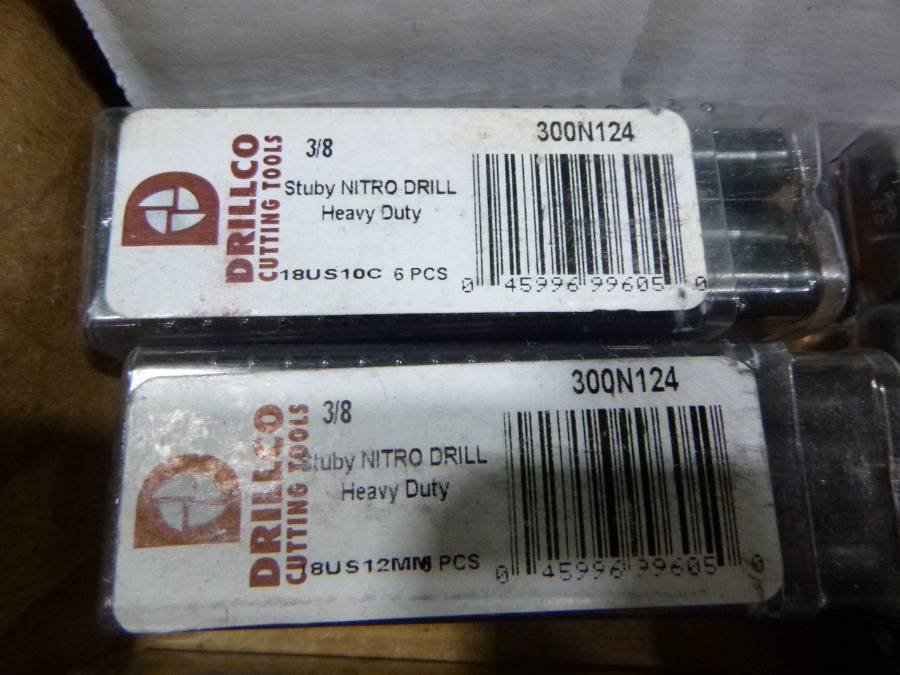 DRILLCO
CUTTING TOOLS
3/8
Stuby NITRO DRILL
Heavy Duty
18US10C 6 PCS
300N124
0 45996 99605 0
DRILLCO
CUTTING TOOLS
3/8
Stuby NITRO DRILL
Heavy Duty
18US12MM 6 PCS
300N124
0 45996 99605 0